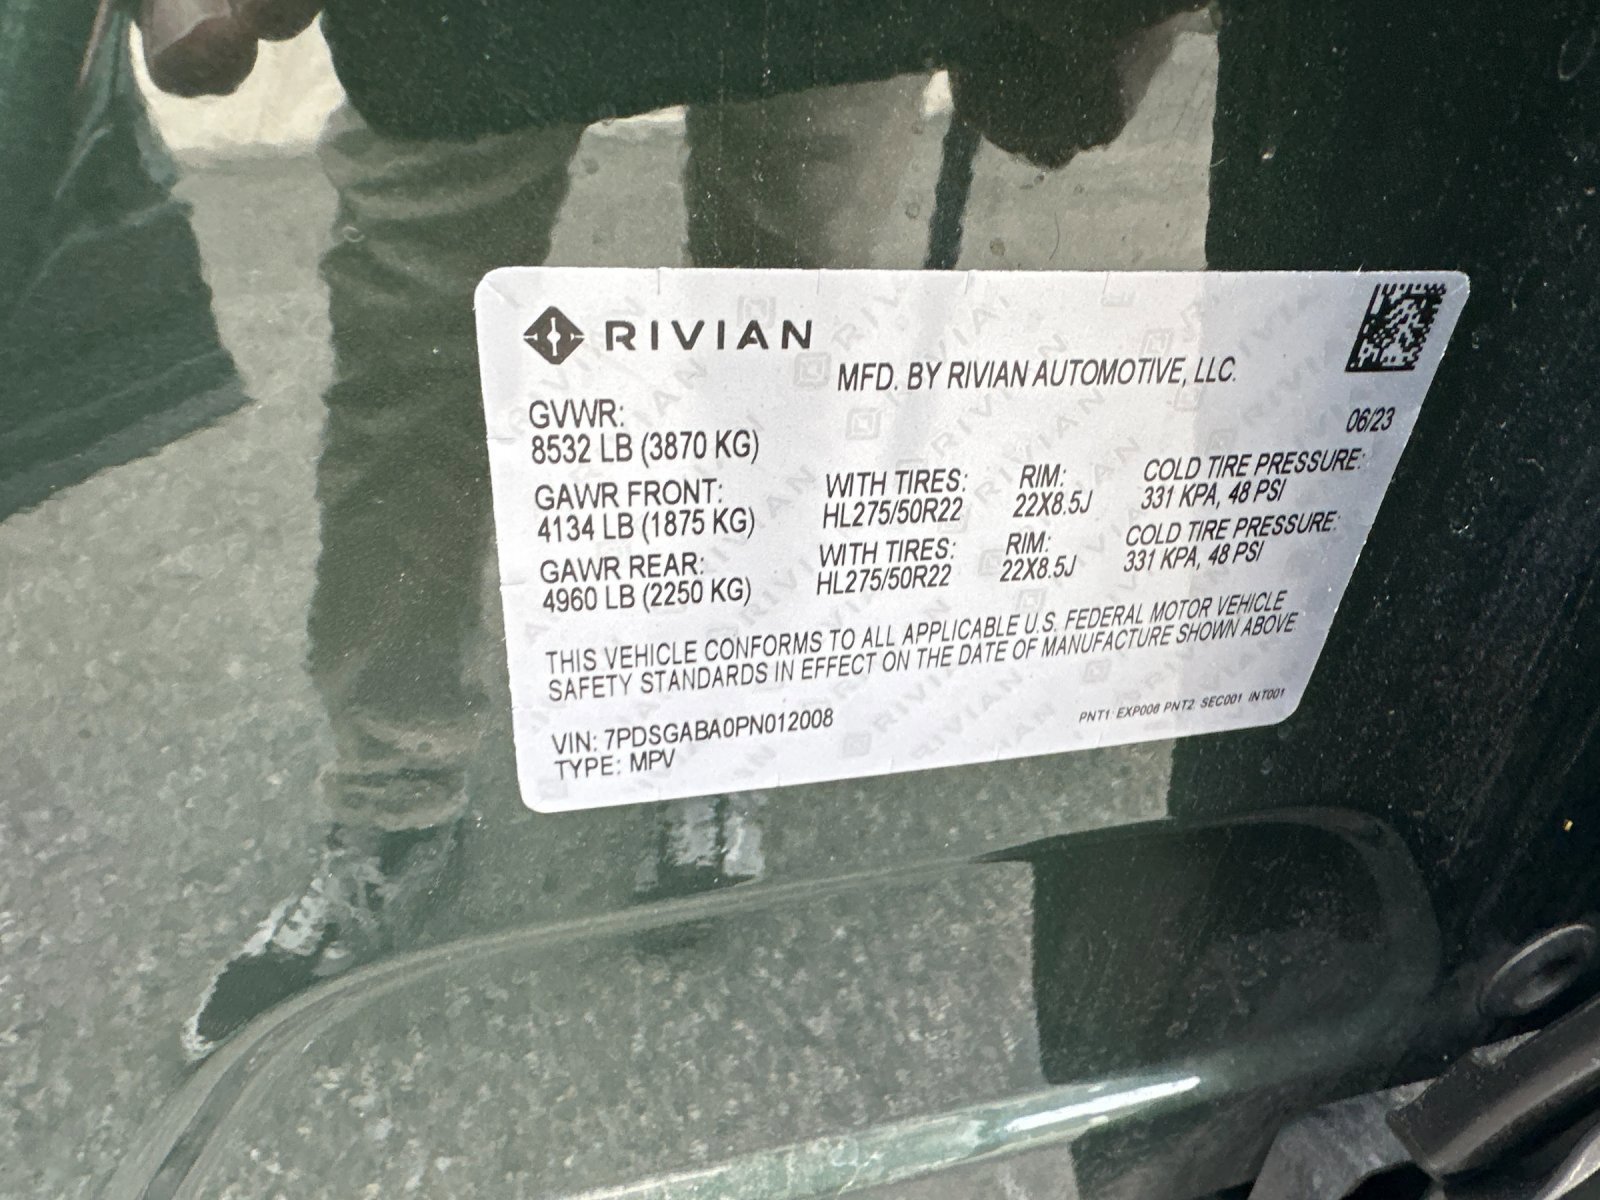 RIVIAN
MFD. BY RIVIAN AUTOMOTIVE, LLC.
06/23
GVWR:
8532 LB (3870 KG)
GAWR FRONT: WITH TIRES: RIM: COLD TIRE PRESSURE:
4134 LB (1875 KG) HL275/50R22 22X8.5J 331 KPA, 48 PSI
GAWR REAR: WITH TIRES: RIM: COLD TIRE PRESSURE:
4960 LB (2250 KG) HL275/50R22 22X8.5J 331 KPA, 48 PSI
THIS VEHICLE CONFORMS TO ALL APPLICABLE U.S. FEDERAL MOTOR VEHICLE
SAFETY STANDARDS IN EFFECT ON THE DATE OF MANUFACTURE SHOWN ABOVE
VIN: 7PDSGABA0PN012008
TYPE: MPV
PNT1: EXP006 PNT2: SEC001 INT001